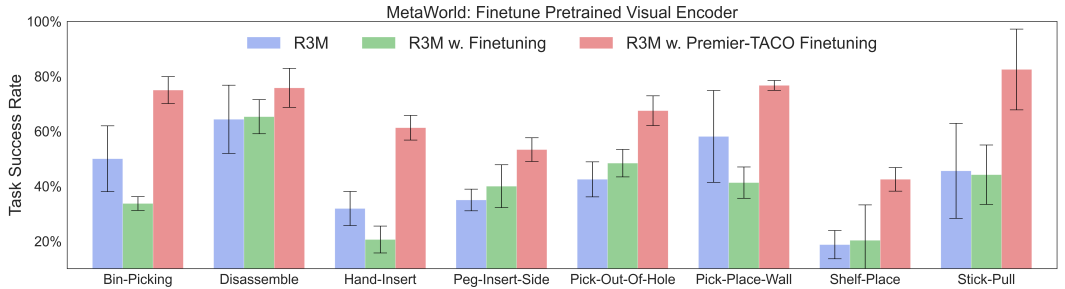 MetaWorld: Finetune Pretrained Visual Encoder
100%
80%
60%
40%
20%
Task Success Rate
R3M
R3M w. Finetuning
R3M w. Premier-TACO Finetuning
Bin-Picking
Disassemble
Hand-Insert
Peg-Insert-Side
Pick-Out-Of-Hole
Pick-Place-Wall
Shelf-Place
Stick-Pull